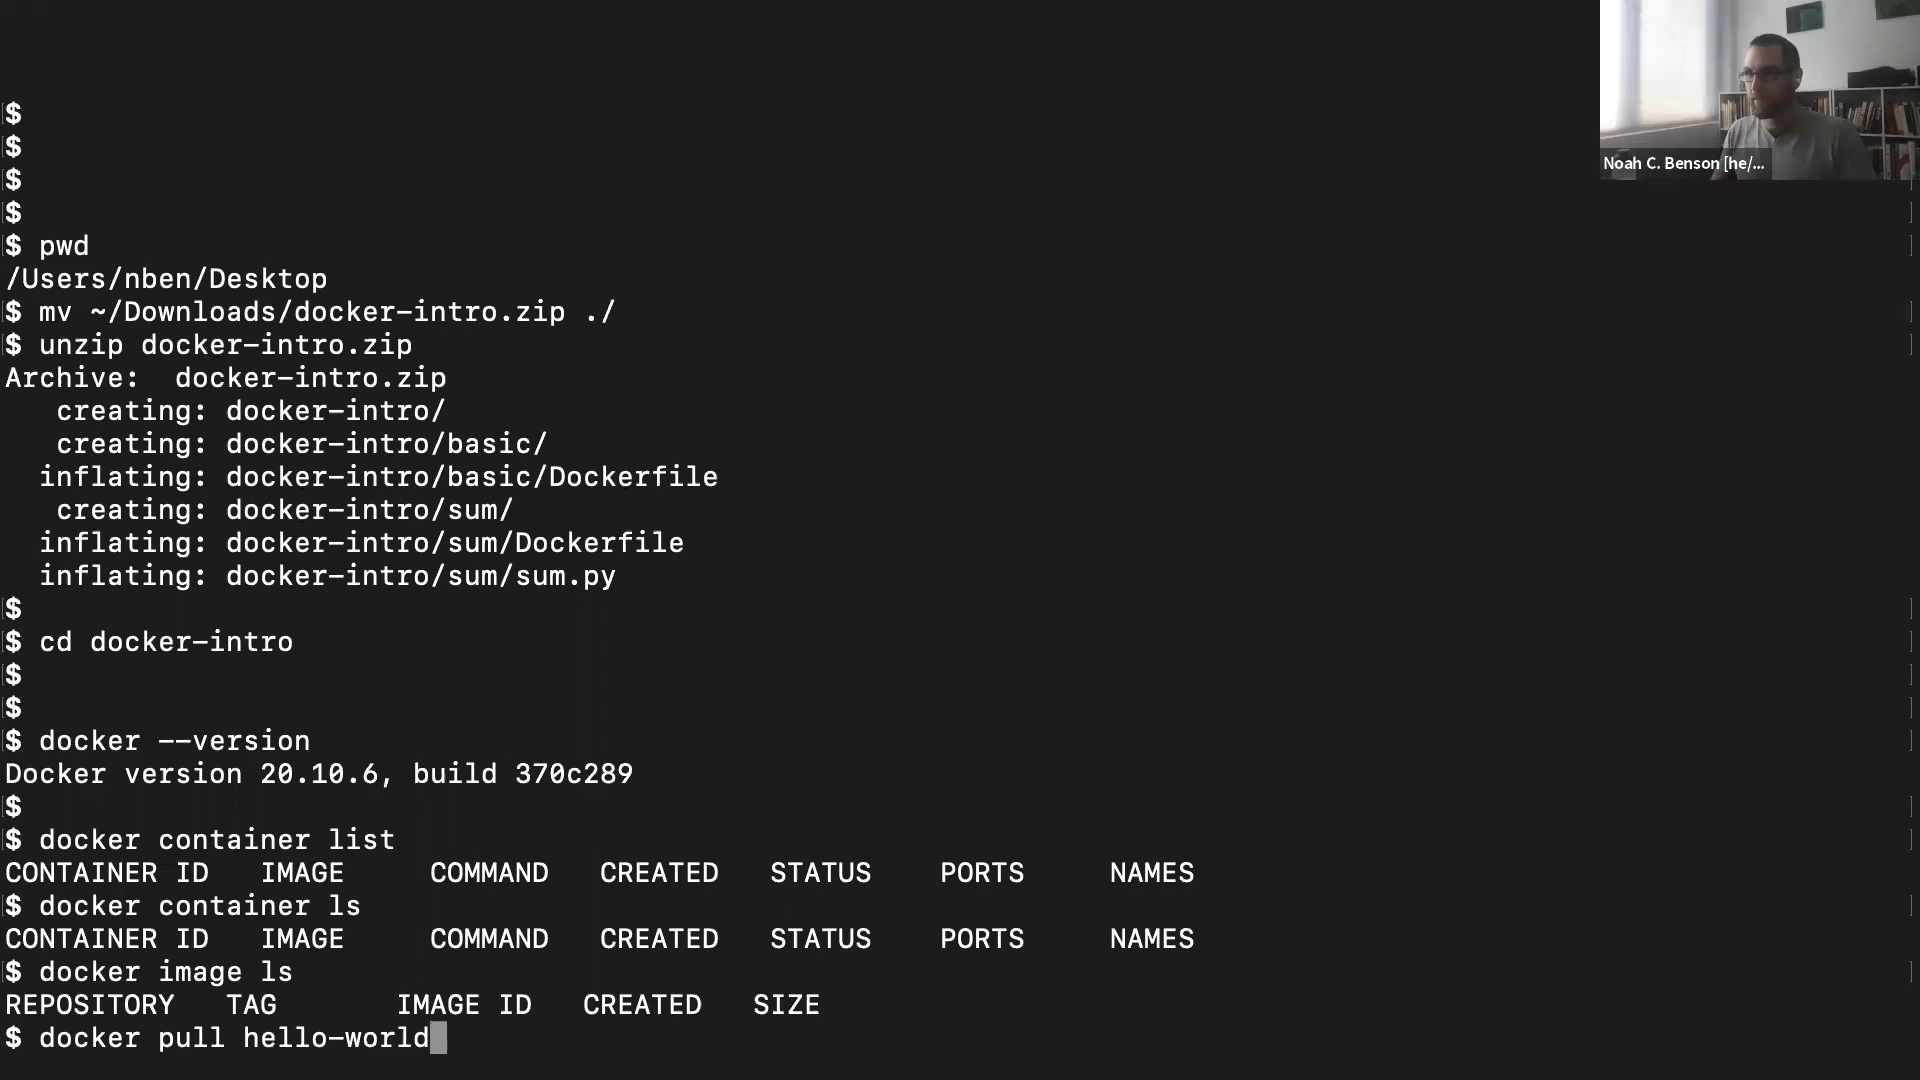 $
$
$
$
$ pwd
/Users/nben/Desktop
$ mv ~/Downloads/docker-intro.zip ./
$ unzip docker-intro.zip
Archive:  docker-intro.zip
   creating: docker-intro/
   creating: docker-intro/basic/
  inflating: docker-intro/basic/Dockerfile
   creating: docker-intro/sum/
  inflating: docker-intro/sum/Dockerfile
  inflating: docker-intro/sum/sum.py
$
$ cd docker-intro
$
$
$ docker --version
Docker version 20.10.6, build 370c289
$
$ docker container list
CONTAINER ID   IMAGE     COMMAND   CREATED   STATUS    PORTS     NAMES
$ docker container ls
CONTAINER ID   IMAGE     COMMAND   CREATED   STATUS    PORTS     NAMES
$ docker image ls
REPOSITORY   TAG       IMAGE ID   CREATED   SIZE
$ docker pull hello-world
Noah C. Benson [he/...